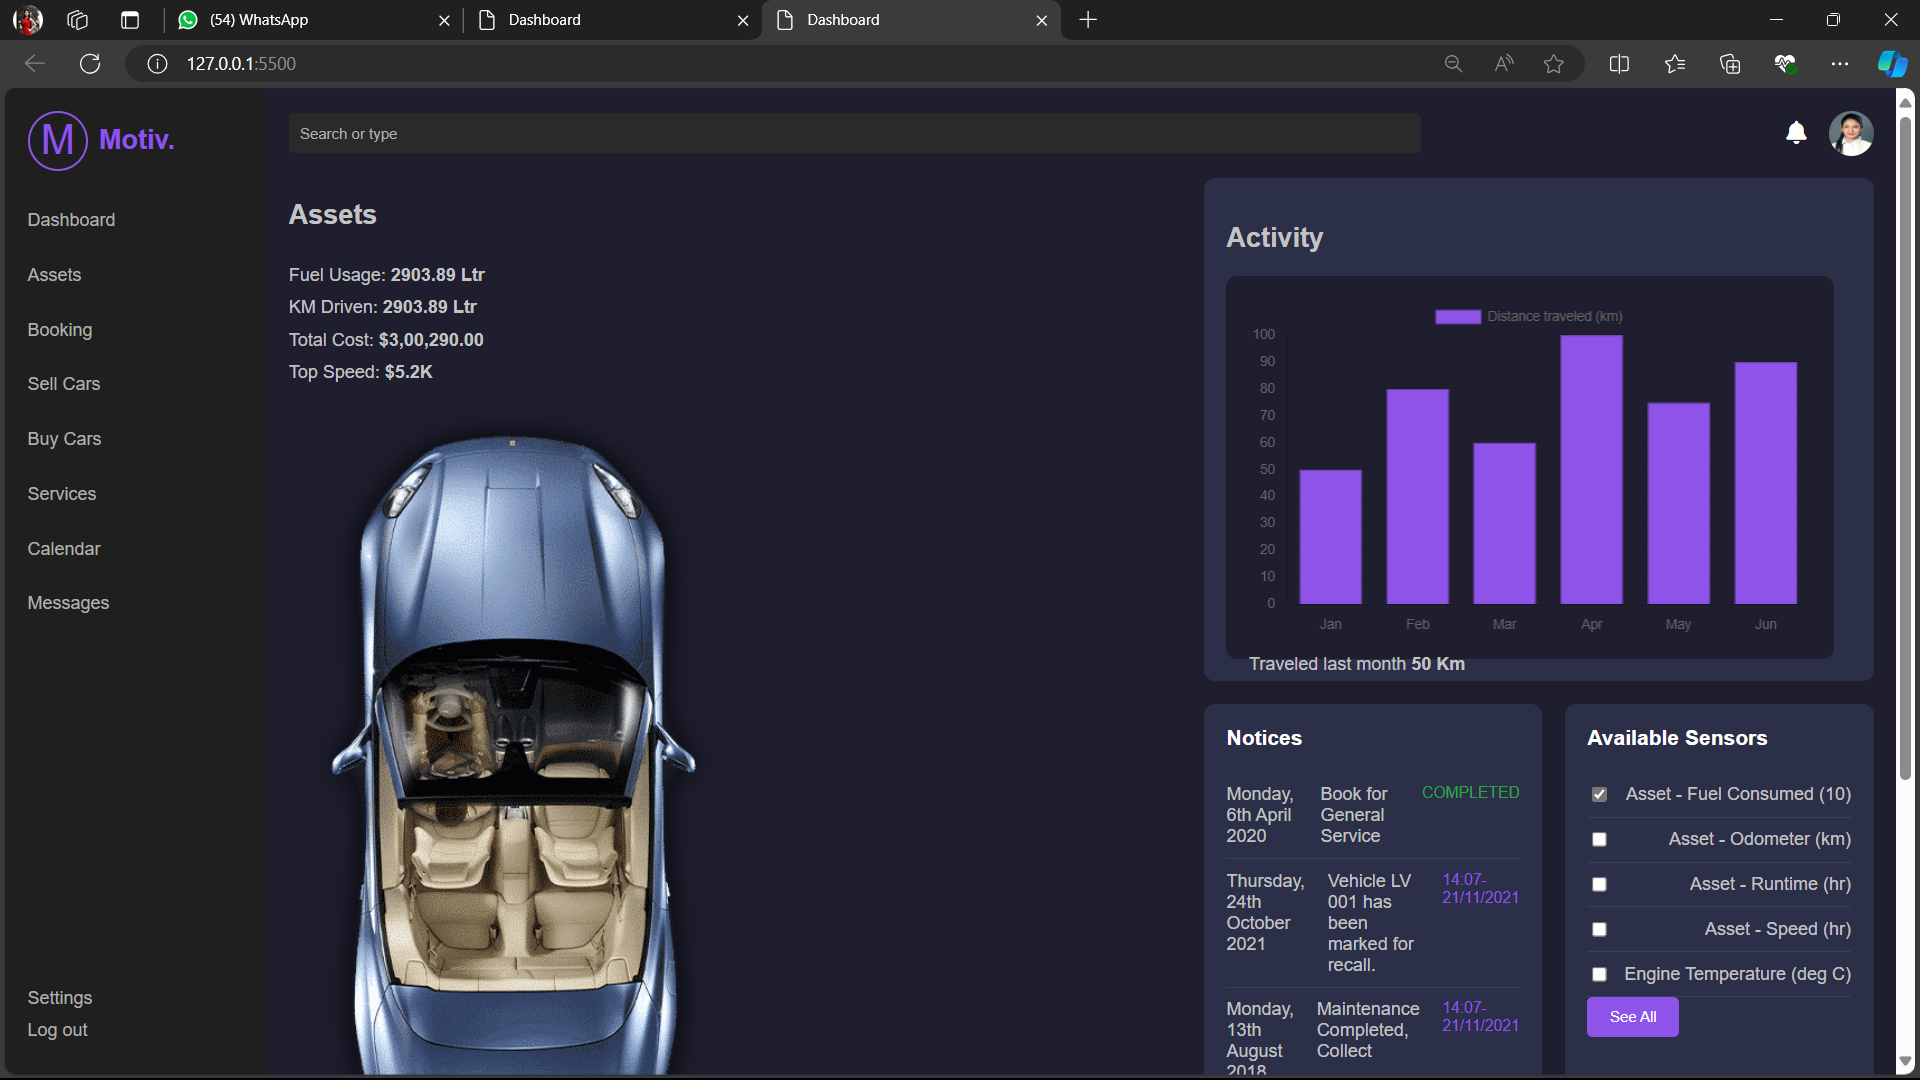 (54) WhatsApp
Dashboard
Dashboard
127.0.0.1:5500
M Motiv.
Search or type
Dashboard
Assets
Booking
Sell Cars
Buy Cars
Services
Calendar
Messages
Settings
Log out
Assets
Fuel Usage: 2903.89 Ltr
KM Driven: 2903.89 Ltr
Total Cost: $3,00,290.00
Top Speed: $5.2K
Activity
Distance traveled (km)
100
90
80
70
60
50
40
30
20
10
0
Jan Feb Mar Apr May Jun
Traveled last month 50 Km
Notices
Monday,
6th April
2020
Book for
General
Service
COMPLETED
Thursday,
24th
October
2021
Vehicle LV
001 has
been
marked for
recall.
14:07-
21/11/2021
Monday,
13th
August
2018
Maintenance
Completed,
Collect
14:07-
21/11/2021
Available Sensors
Asset - Fuel Consumed (10)
Asset - Odometer (km)
Asset - Runtime (hr)
Asset - Speed (hr)
Engine Temperature (deg C)
See All